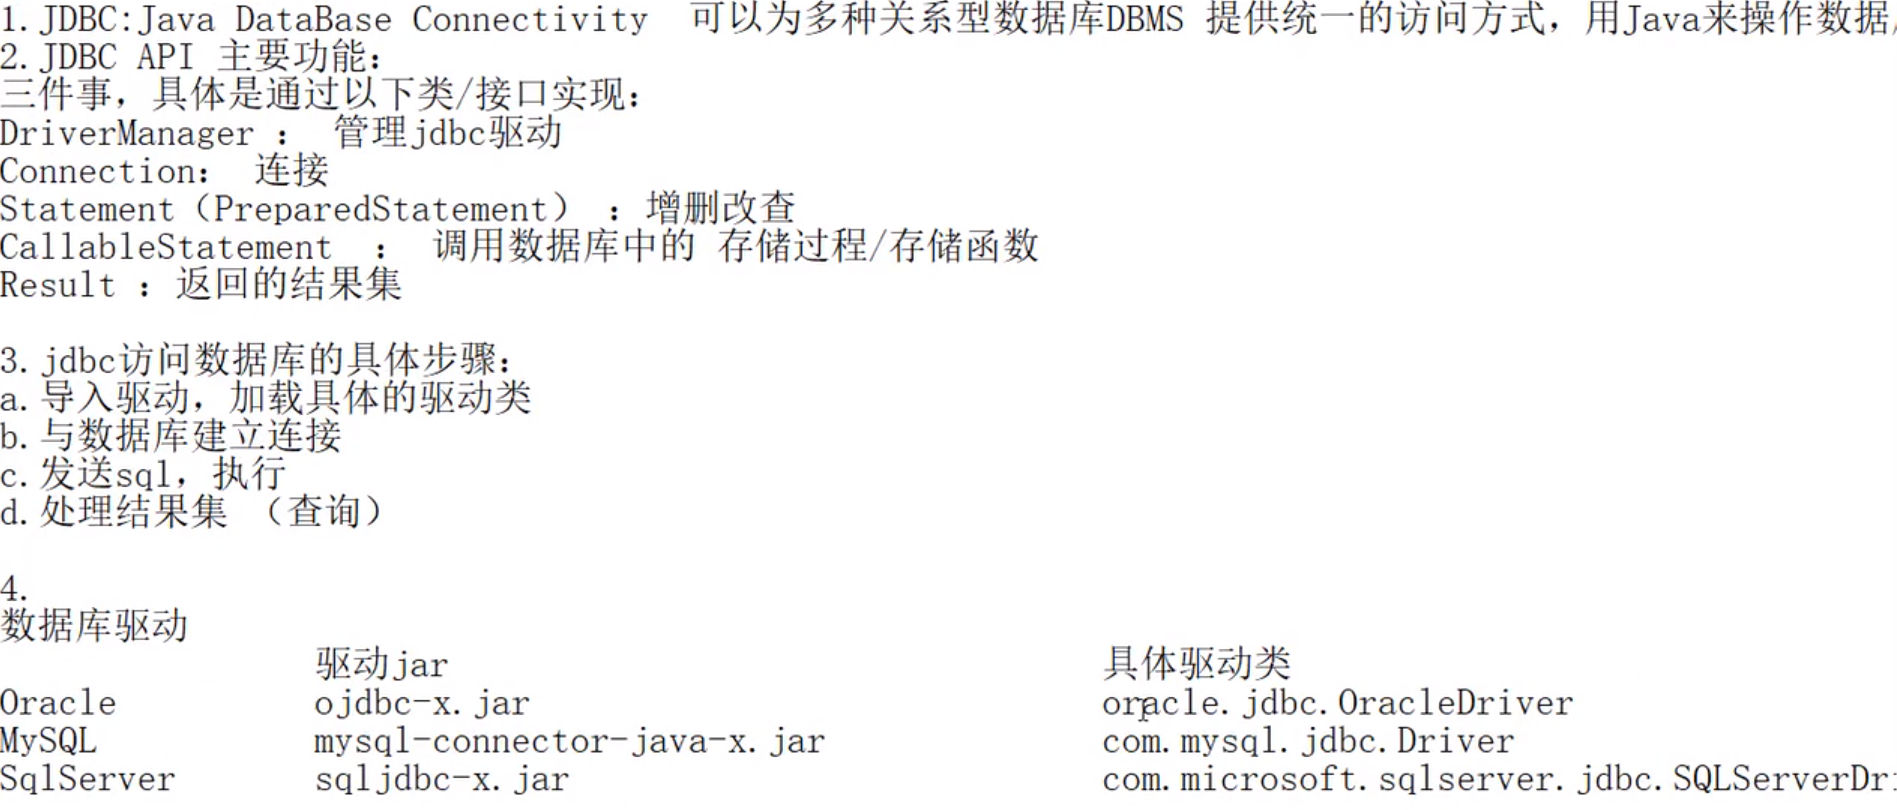 1.JDBC:Java DataBase Connectivity  可以为多种关系型数据库DBMS 提供统一的访问方式，用Java来操作数据
2.JDBC API 主要功能：
三件事，具体是通过以下类/接口实现：
DriverManager ： 管理jdbc驱动
Connection： 连接
Statement（PreparedStatement） ：增删改查
CallableStatement  ： 调用数据库中的 存储过程/存储函数
Result ：返回的结果集
3.jdbc访问数据库的具体步骤：
a.导入驱动，加载具体的驱动类
b.与数据库建立连接
c.发送sql，执行
d.处理结果集 （查询）
4.
数据库驱动
驱动jar 具体驱动类
Oracle ojdbc-x.jar oracle.jdbc.OracleDriver
MySQL mysql-connector-java-x.jar com.mysql.jdbc.Driver
SqlServer sqljdbc-x.jar com.microsoft.sqlserver.jdbc.SQLServerDr